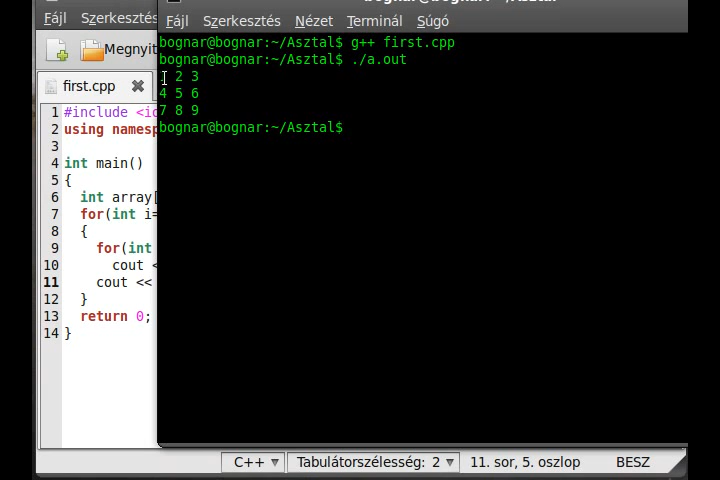 Fájl Szerkesztés
Megnyit
first.cpp
1 #include <io
2 using namesp
3
4 int main()
5 {
6 int array[
7 for(int i=
8 {
9 for(int
10 cout <
11 cout <<
12 }
13 return 0;
14 }
Fájl Szerkesztés Nézet Terminál Súgó
bognar@bognar:~/Asztal$ g++ first.cpp
bognar@bognar:~/Asztal$ ./a.out
2 3
4 5 6
7 8 9
bognar@bognar:~/Asztal$
C++ Tabulátorszélesség: 2 11. sor, 5. oszlop BESZ